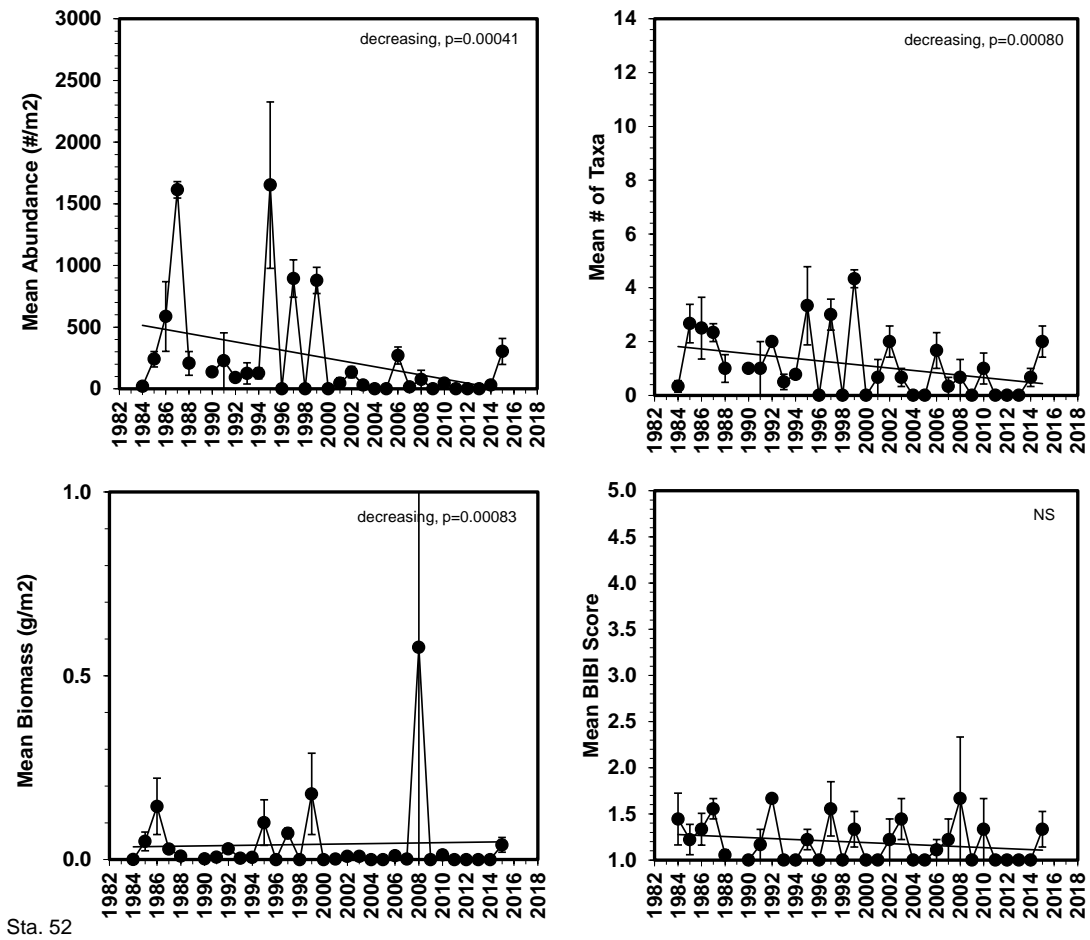 Mean Abundance (#/m2)
3000
2500
2000
1500
1000
500
0
decreasing, p=0.00041
1982 1984 1986 1988 1990 1992 1994 1996 1998 2000 2002 2004 2006 2008 2010 2012 2014 2016 2018
Mean # of Taxa
14
12
10
8
6
4
2
0
decreasing, p=0.00080
1982 1984 1986 1988 1990 1992 1994 1996 1998 2000 2002 2004 2006 2008 2010 2012 2014 2016 2018
Mean Biomass (g/m2)
1.0
0.5
0.0
decreasing, p=0.00083
1982 1984 1986 1988 1990 1992 1994 1996 1998 2000 2002 2004 2006 2008 2010 2012 2014 2016 2018
Mean BIBI Score
5.0
4.5
4.0
3.5
3.0
2.5
2.0
1.5
1.0
NS
1982 1984 1986 1988 1990 1992 1994 1996 1998 2000 2002 2004 2006 2008 2010 2012 2014 2016 2018
Sta. 52